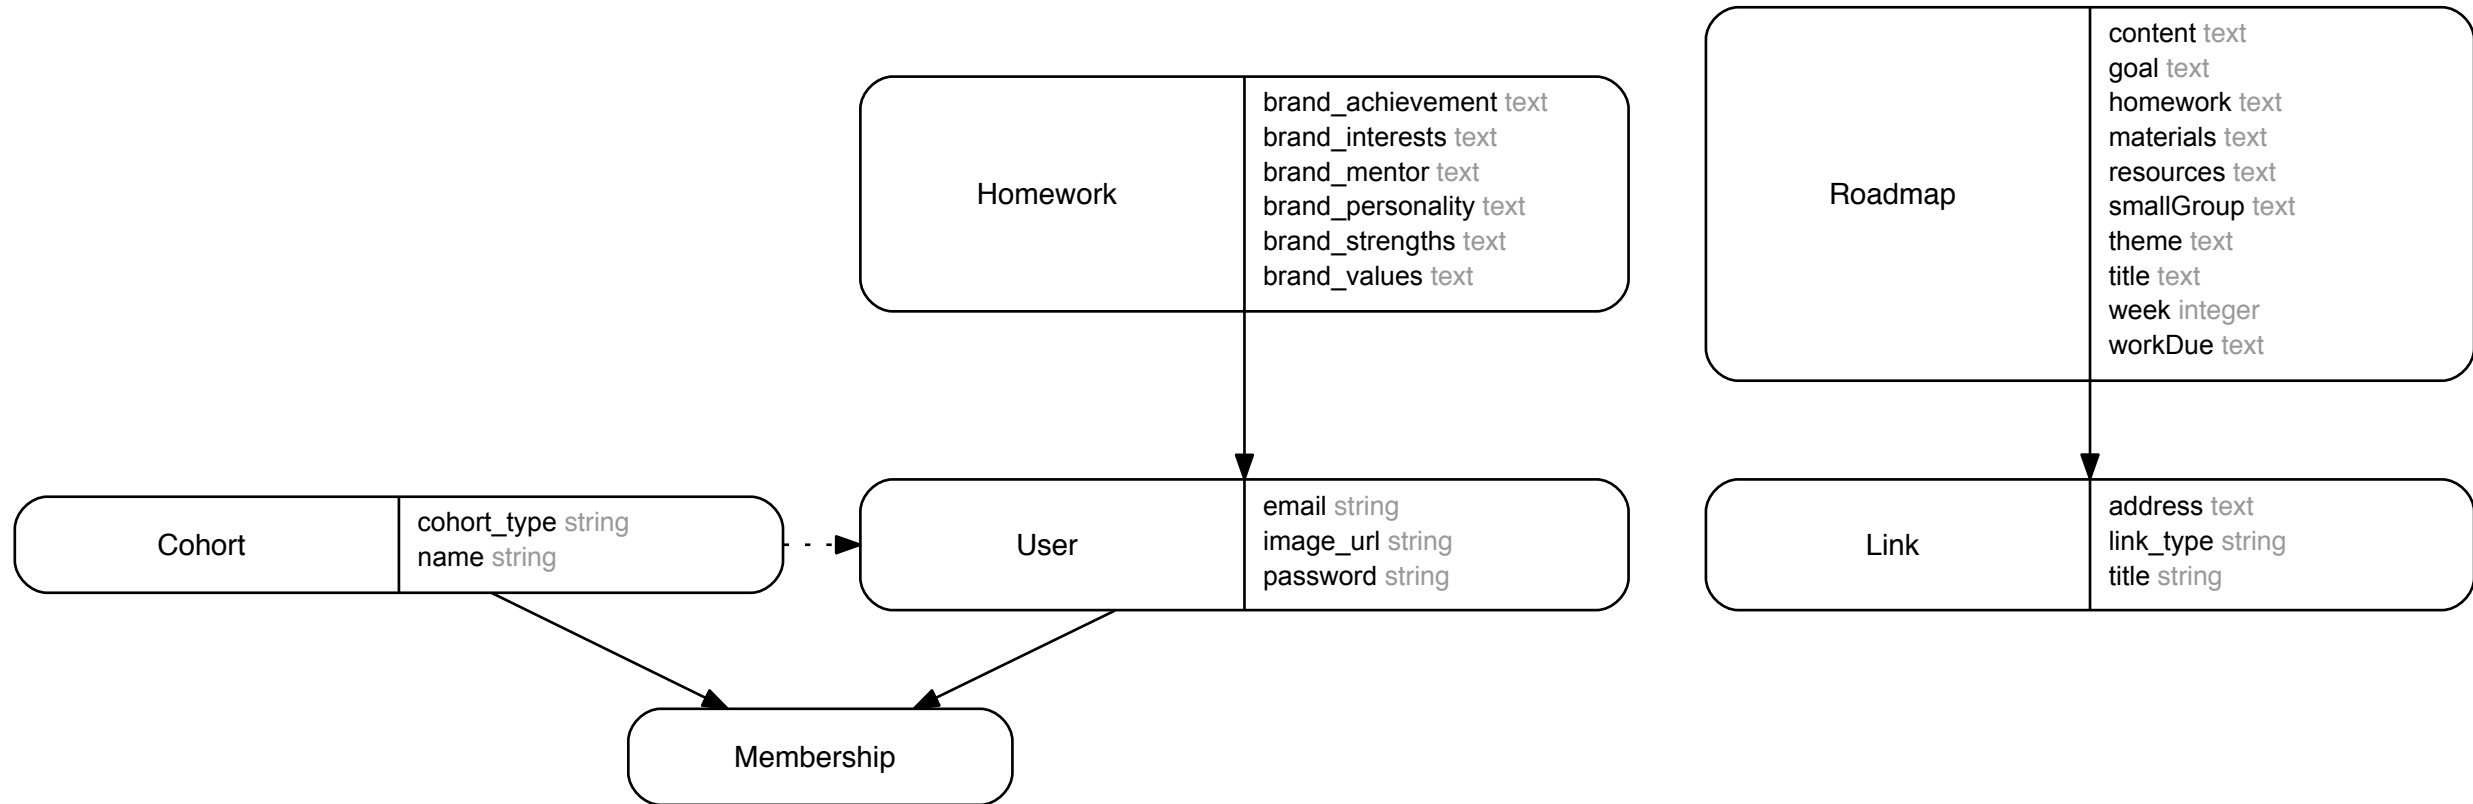 Homework
brand_achievement text
brand_interests text
brand_mentor text
brand_personality text
brand_strengths text
brand_values text
Roadmap
content text
goal text
homework text
materials text
resources text
smallGroup text
theme text
title text
week integer
workDue text
Cohort
cohort_type string
name string
User
email string
image_url string
password string
Link
address text
link_type string
title string
Membership